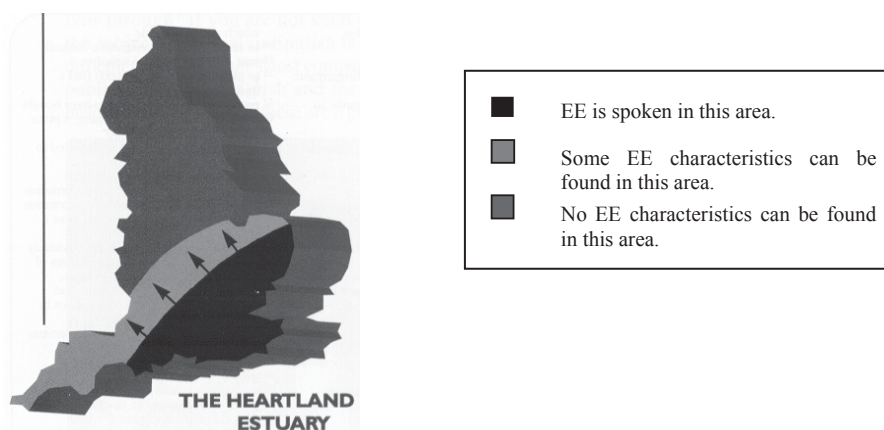 THE HEARTLAND
ESTUARY
EE is spoken in this area.
Some EE characteristics can be
found in this area.
No EE characteristics can be found
in this area.